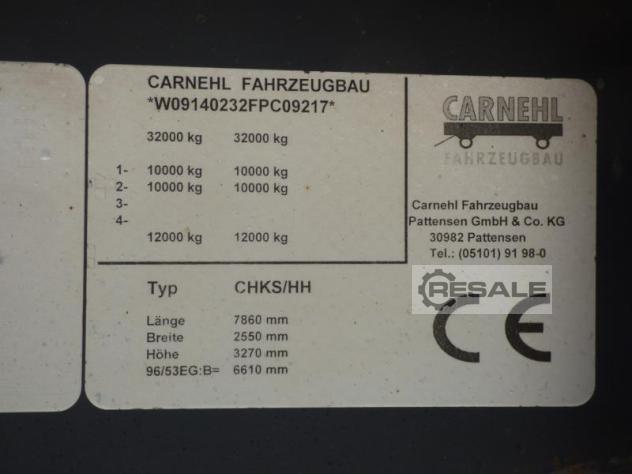 CARNEHL FAHRZEUGBAU
*W09140232FPC09217*
32000 kg 32000 kg
1- 10000 kg 10000 kg
2- 10000 kg 10000 kg
3-
4-
12000 kg 12000 kg
Typ CHKS/HH
Länge 7860 mm
Breite 2550 mm
Höhe 3270 mm
96/53EG:B= 6610 mm
CARNEHL
FAHRZEUGBAU
Carnehl Fahrzeugbau
Pattensen GmbH & Co. KG
30982 Pattensen
Tel.: (05101) 91 98-0
RESALE
CE